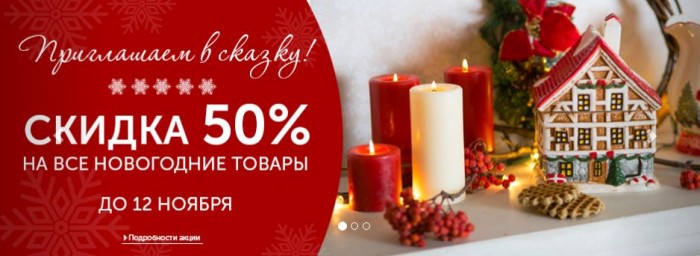 Приглашаем в сказку!
СКИДКА 50%
НА ВСЕ НОВОГОДНИЕ ТОВАРЫ
ДО 12 НОЯБРЯ
Подробности акции